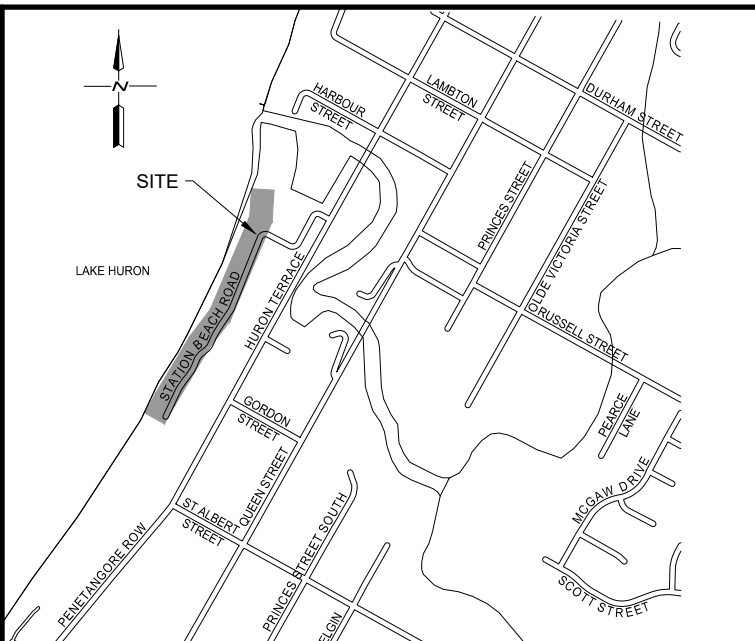 N
HARBOUR
STREET
LAMBTON
STREET
DURHAM STREET
SITE
PRINCES STREET
OLDE VICTORIA STREET
LAKE HURON
HURON TERRACE
STATION BEACH ROAD
RUSSELL STREET
PEARCE
LANE
GORDON
STREET
QUEEN STREET
MCGAW DRIVE
ST ALBERT
STREET
PRINCES STREET SOUTH
PENETANGORE ROW
SCOTT STREET
ELGIN